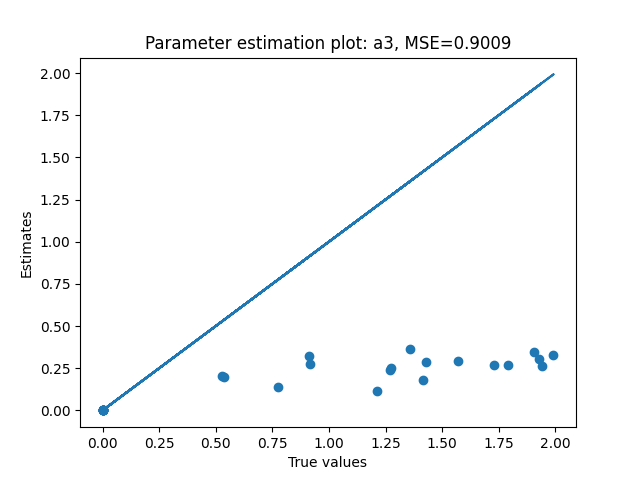 Parameter estimation plot: a3, MSE=0.9009
2.00
1.75
1.50
1.25
1.00
0.75
0.50
0.25
0.00
Estimates
0.00 0.25 0.50 0.75 1.00 1.25 1.50 1.75 2.00
True values